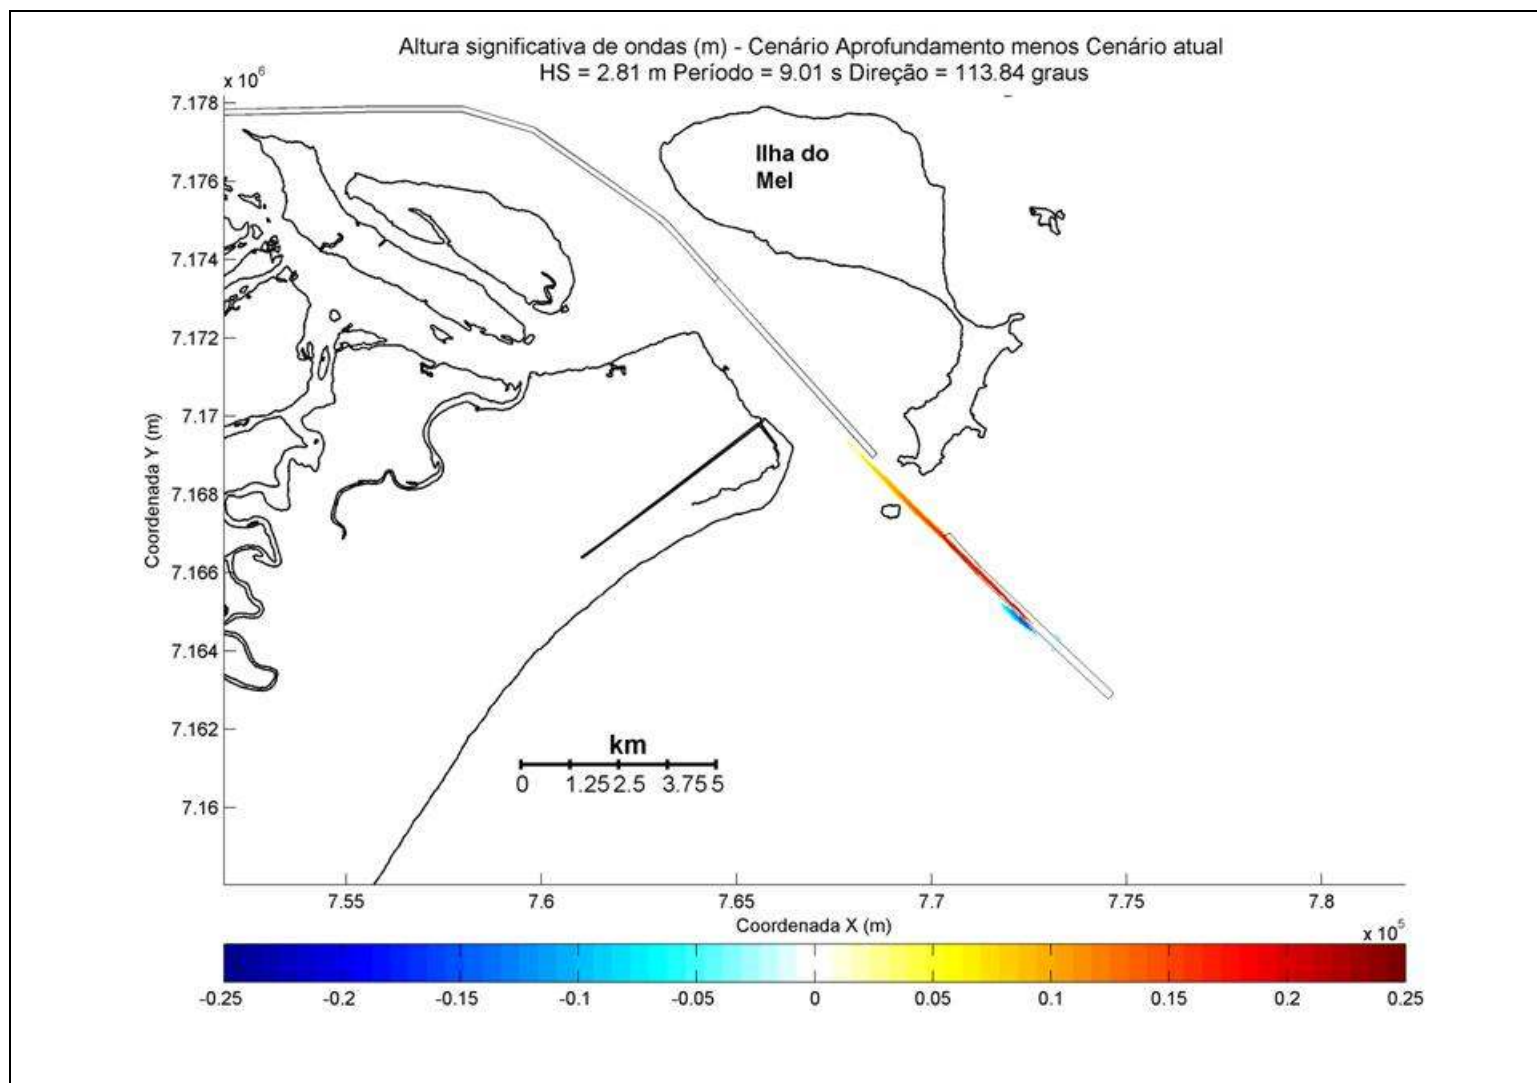 Altura significativa de ondas (m) - Cenário Aprofundamento menos Cenário atual
HS = 2.81 m Período = 9.01 s Direção = 113.84 graus
x 10⁶
7.178
7.176
7.174
7.172
7.17
7.168
7.166
7.164
7.162
7.16
Coordenada Y (m)
Ilha do
Mel
km
0 1.25 2.5 3.75 5
7.55 7.6 7.65 7.7 7.75 7.8
Coordenada X (m)
x 10⁵
-0.25 -0.2 -0.15 -0.1 -0.05 0 0.05 0.1 0.15 0.2 0.25